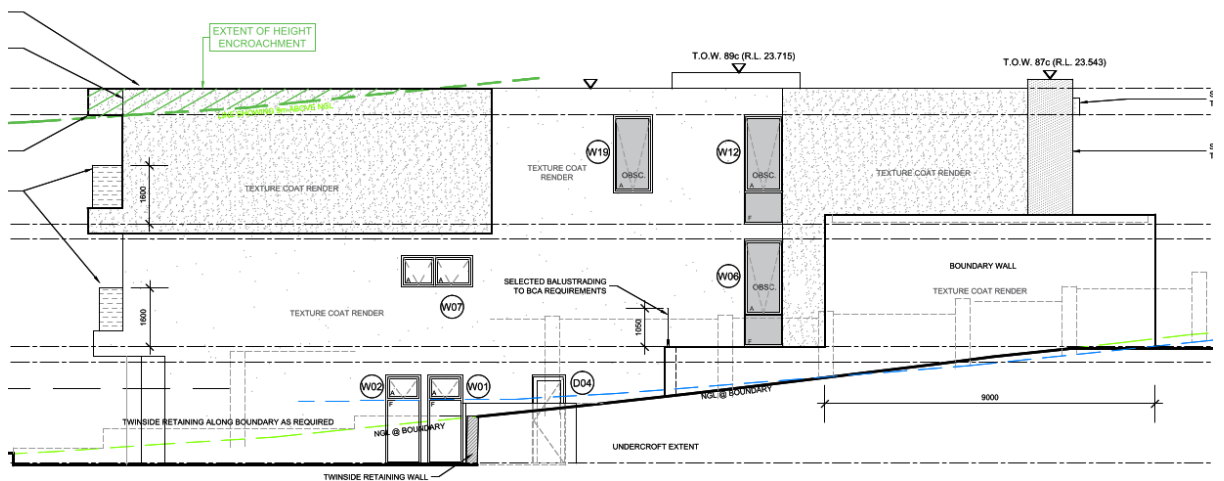 EXTENT OF HEIGHT
ENCROACHMENT
T.O.W. 89c (R.L. 23.715)
T.O.W. 87c (R.L. 23.543)
W19
OBSC.
A
W12
OBSC.
A
F
TEXTURE COAT
RENDER
TEXTURE COAT RENDER
TEXTURE COAT RENDER
1600
W06
OBSC.
A
F
BOUNDARY WALL
TEXTURE COAT RENDER
SELECTED BALUSTRADING
TO BCA REQUIREMENTS
A
A
W07
TEXTURE COAT RENDER
1600
1050
W02
A
F
W01
A
F
D04
NGL @ BOUNDARY
9000
TWINSIDE RETAINING ALONG BOUNDARY AS REQUIRED
NGL @ BOUNDARY
UNDERCROFT EXTENT
TWINSIDE RETAINING WALL